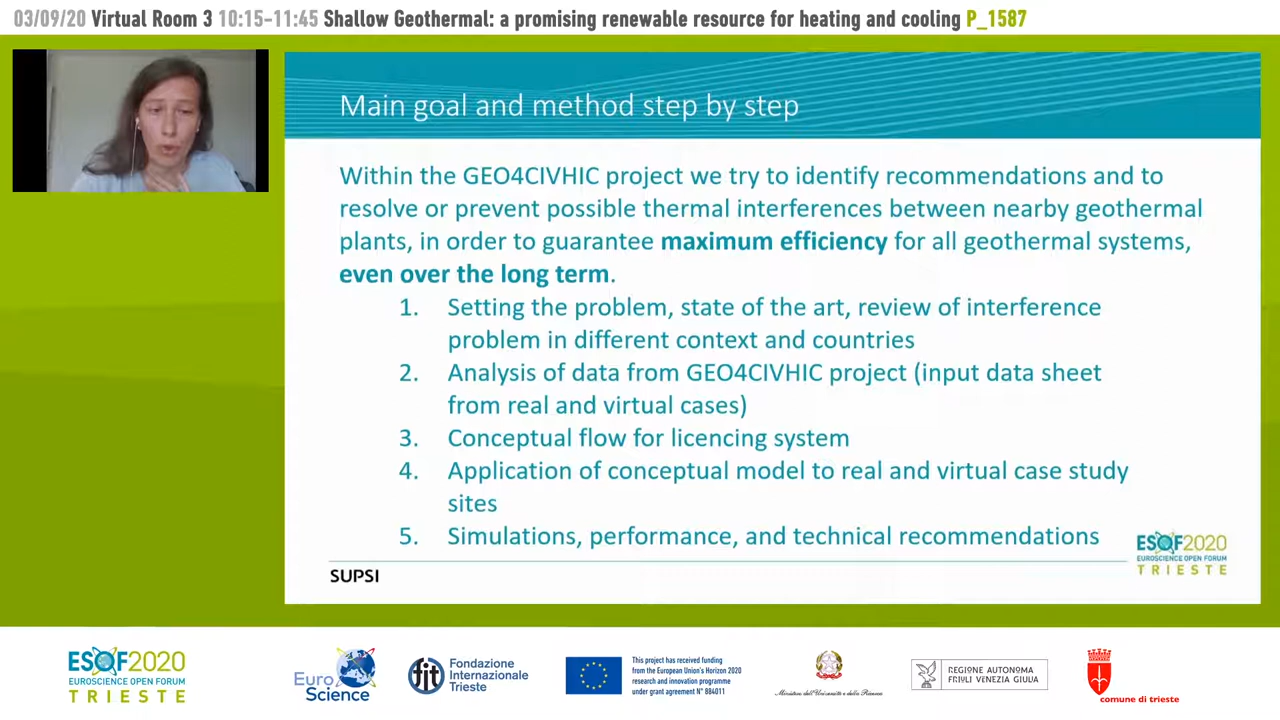 03/09/20 Virtual Room 3 10:15-11:45 Shallow Geothermal: a promising renewable resource for heating and cooling P_1587
Main goal and method step by step
Within the GEO4CIVHIC project we try to identify recommendations and to
resolve or prevent possible thermal interferences between nearby geothermal
plants, in order to guarantee maximum efficiency for all geothermal systems,
even over the long term.
1. Setting the problem, state of the art, review of interference
problem in different context and countries
2. Analysis of data from GEO4CIVHIC project (input data sheet
from real and virtual cases)
3. Conceptual flow for licencing system
4. Application of conceptual model to real and virtual case study
sites
5. Simulations, performance, and technical recommendations
SUPSI
ESOF2020
EUROSCIENCE OPEN FORUM
TRIESTE
ESOF2020
EUROSCIENCE OPEN FORUM
TRIESTE
Euro
Science
fit
Fondazione
Internazionale
Trieste
This project has received funding
from the European Union's Horizon 2020
research and innovation programme
under grant agreement N° 884011
Ministero dell'Università e della Ricerca
REGIONE AUTONOMA
FRIULI VENEZIA GIULIA
comune di trieste